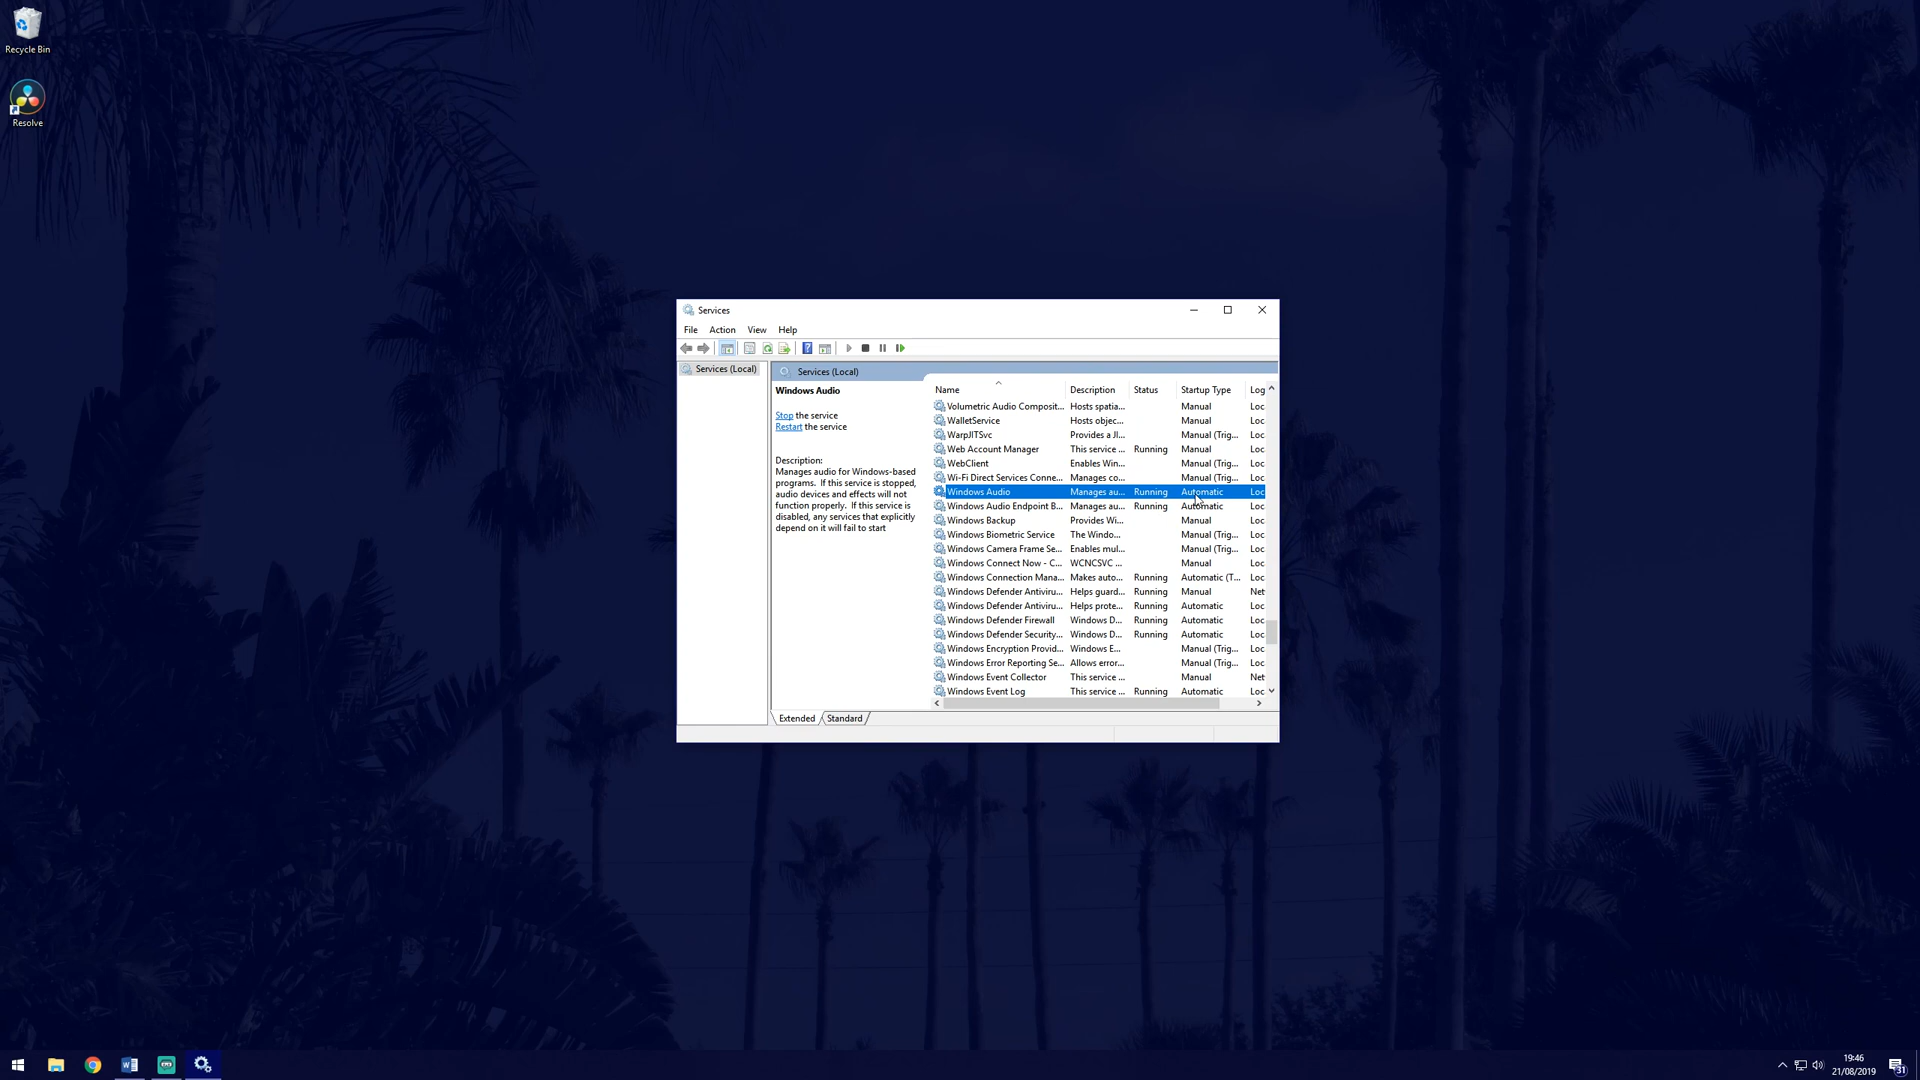 Recycle Bin
Resolve
Services
File Action View Help
Services (Local)
Services (Local)
Windows Audio
Stop the service
Restart the service
Description:
Manages audio for Windows-based
programs. If this service is stopped,
audio devices and effects will not
function properly. If this service is
disabled, any services that explicitly
depend on it will fail to start
Name Description Status Startup Type Log
Volumetric Audio Composit... Hosts spatia... Manual Loc
WalletService Hosts objec... Manual Loc
WarpJITSvc Provides a JI... Manual (Trig... Loc
Web Account Manager This service ... Running Manual Loc
WebClient Enables Win... Manual (Trig... Loc
Wi-Fi Direct Services Conne... Manages co... Manual (Trig... Loc
Windows Audio Manages au... Running Automatic Loc
Windows Audio Endpoint B... Manages au... Running Automatic Loc
Windows Backup Provides Wi... Manual Loc
Windows Biometric Service The Windo... Manual (Trig... Loc
Windows Camera Frame Se... Enables mul... Manual (Trig... Loc
Windows Connect Now - C... WCNCSVC ... Manual Loc
Windows Connection Mana... Makes auto... Running Automatic (T... Loc
Windows Defender Antiviru... Helps guard... Running Manual Net
Windows Defender Antiviru... Helps prote... Running Automatic Loc
Windows Defender Firewall Windows D... Running Automatic Loc
Windows Defender Security... Windows D... Running Automatic Loc
Windows Encryption Provid... Windows E... Manual (Trig... Loc
Windows Error Reporting Se... Allows error... Manual (Trig... Loc
Windows Event Collector This service ... Manual Net
Windows Event Log This service ... Running Automatic Loc
Extended Standard
19:46
21/08/2019
31